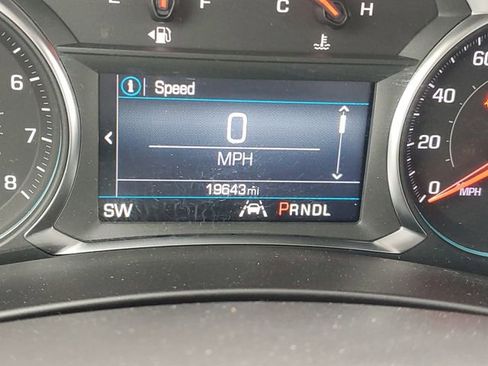 E F C H
i Speed
0
MPH
19643mi
SW PRNDL
6
7
8
60
40
20
0
MPH